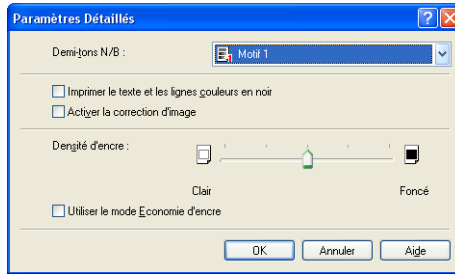 Paramètres Détaillés
Demi-tons N/B :
Motif 1
Imprimer le texte et les lignes couleurs en noir
Activer la correction d'image
Densité d'encre :
Clair
Foncé
Utiliser le mode Economie d'encre
OK
Annuler
Aide